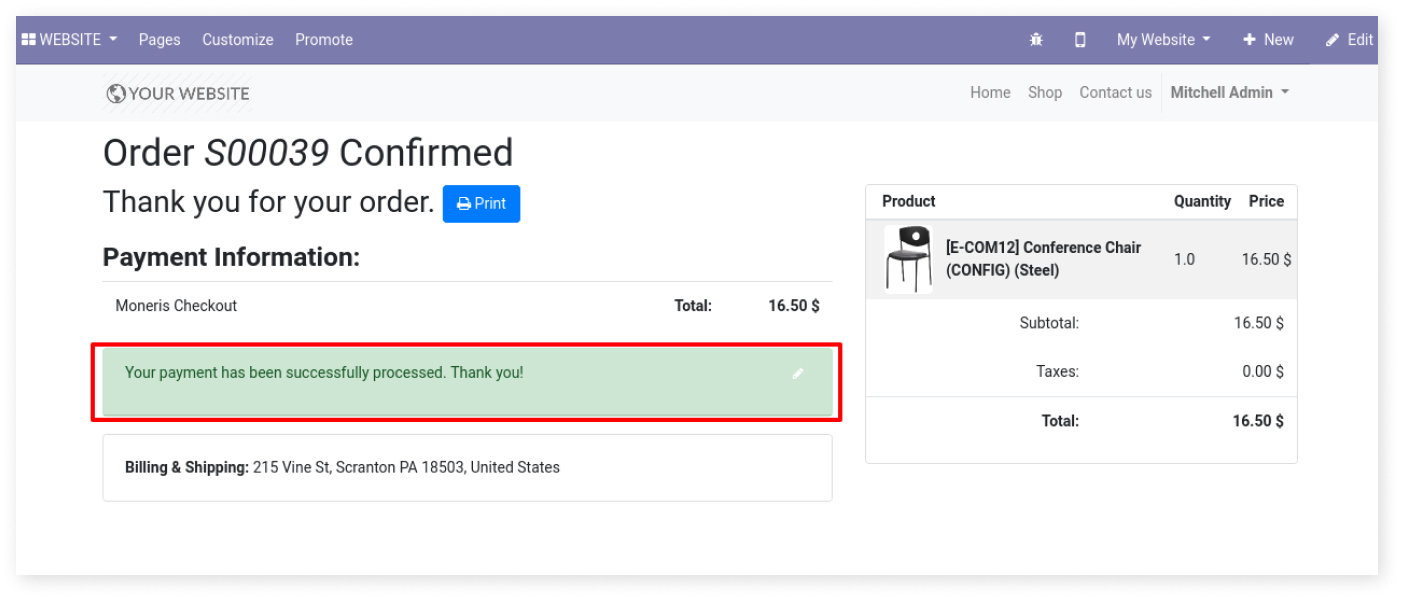 WEBSITE Pages Customize Promote My Website New Edit
YOUR WEBSITE Home Shop Contact us Mitchell Admin
Order S00039 Confirmed
Thank you for your order. Print
Payment Information:
Moneris Checkout Total: 16.50 $
Your payment has been successfully processed. Thank you!
Billing & Shipping: 215 Vine St, Scranton PA 18503, United States
Product Quantity Price
[E-COM12] Conference Chair
(CONFIG) (Steel) 1.0 16.50 $
Subtotal: 16.50 $
Taxes: 0.00 $
Total: 16.50 $